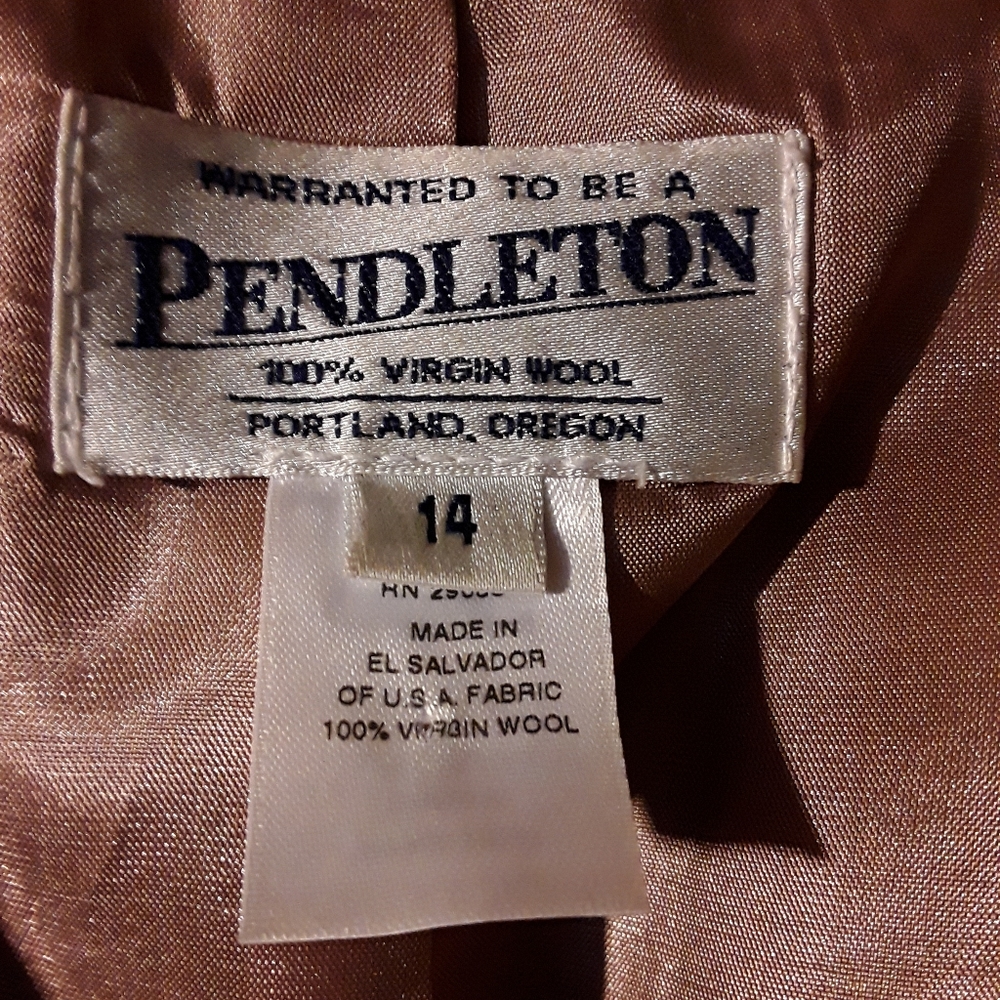 WARRANTED TO BE A
PENDLETON
100% VIRGIN WOOL
PORTLAND, OREGON
14
RN
MADE IN
EL SALVADOR
OF U.S.A. FABRIC
100% VIRGIN WOOL